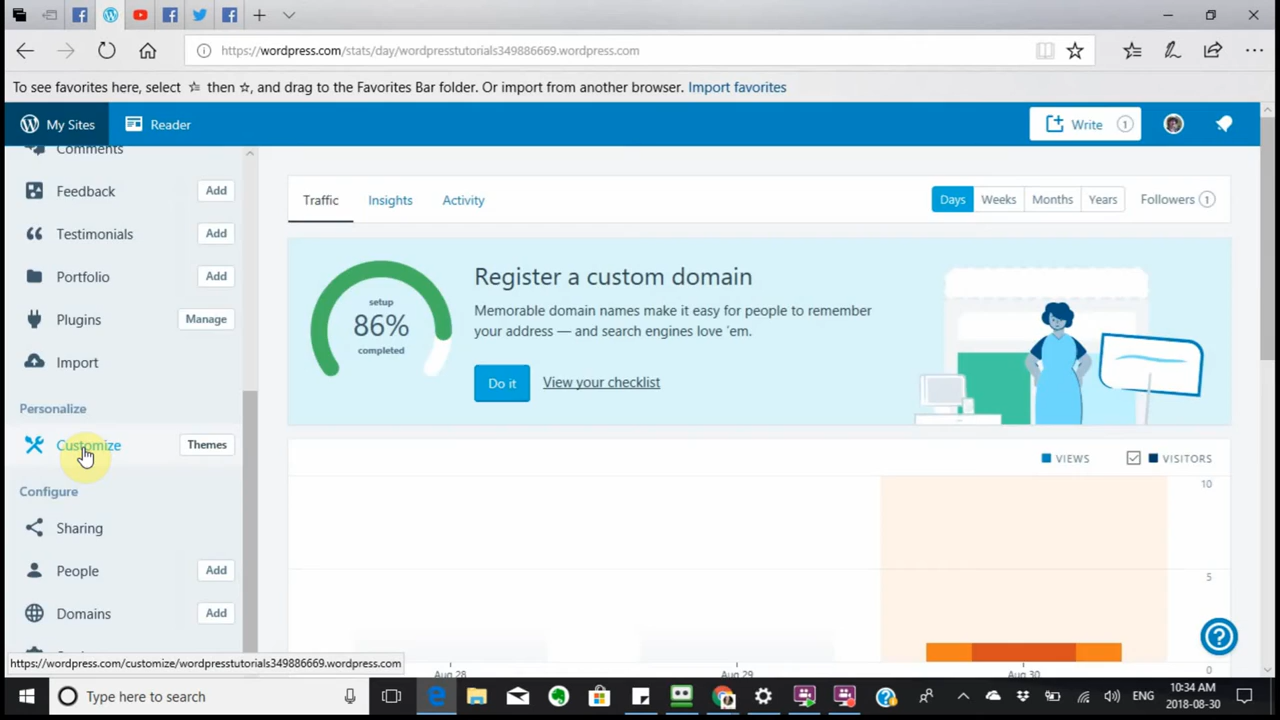 https://wordpress.com/stats/day/wordpresstutorials349886669.wordpress.com
To see favorites here, select ☆ then ☆, and drag to the Favorites Bar folder. Or import from another browser. Import favorites
My Sites
Reader
Write 1
Comments
Feedback Add
Testimonials Add
Portfolio Add
Plugins Manage
Import
Personalize
Customize Themes
Configure
Sharing
People Add
Domains Add
Traffic Insights Activity
Days Weeks Months Years Followers 1
setup
86%
completed
Register a custom domain
Memorable domain names make it easy for people to remember
your address — and search engines love 'em.
Do it View your checklist
VIEWS VISITORS
10
5
0
Aug 28 Aug 29 Aug 30
https://wordpress.com/customize/wordpresstutorials349886669.wordpress.com
Type here to search
ENG
10:34 AM
2018-08-30